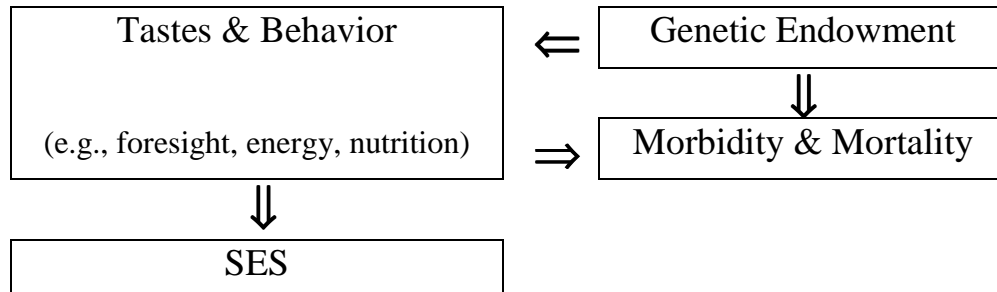 Tastes & Behavior
(e.g., foresight, energy, nutrition)
⇐
Genetic Endowment
⇓
⇒
Morbidity & Mortality
⇓
SES